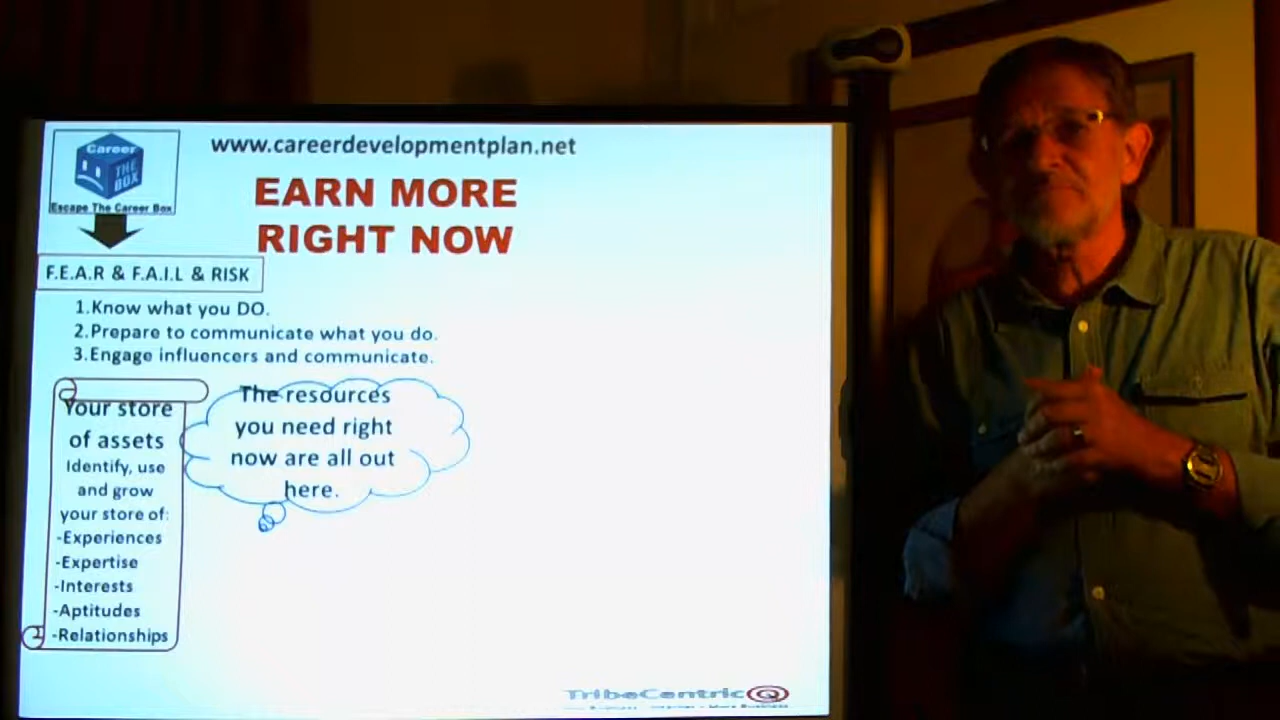 www.careerdevelopmentplan.net
Career
THE
BOX
Escape The Career Box
EARN MORE
RIGHT NOW
F.E.A.R & F.A.I.L & RISK
1.Know what you DO.
2.Prepare to communicate what you do.
3.Engage influencers and communicate.
Your store
of assets
Identify, use
and grow
your store of:
-Experiences
-Expertise
-Interests
-Aptitudes
-Relationships
The resources
you need right
now are all out
here.
TribeCentric